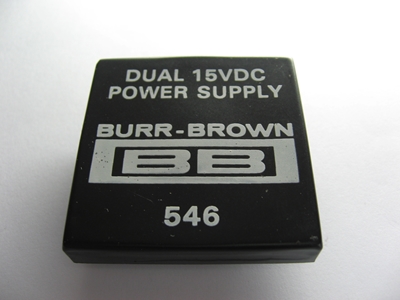 DUAL 15VDC
POWER SUPPLY
BURR-BROWN
BB
546